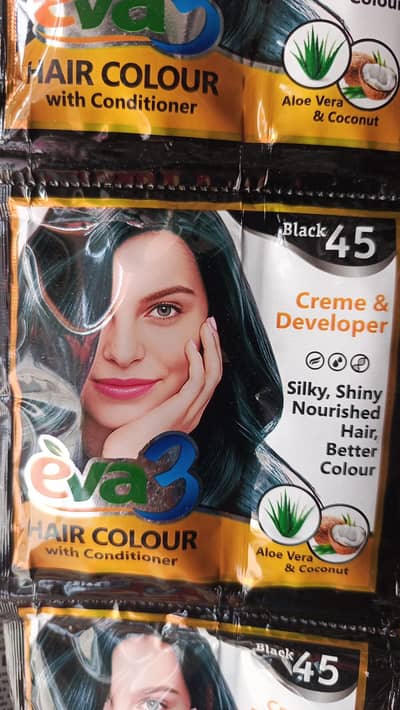 Colour
eva3
HAIR COLOUR
with Conditioner
Aloe Vera
& Coconut
Black 45
Creme &
Developer
Silky, Shiny
Nourished
Hair,
Better
Colour
eva3
HAIR COLOUR
with Conditioner
Aloe Vera
& Coconut
Black 45